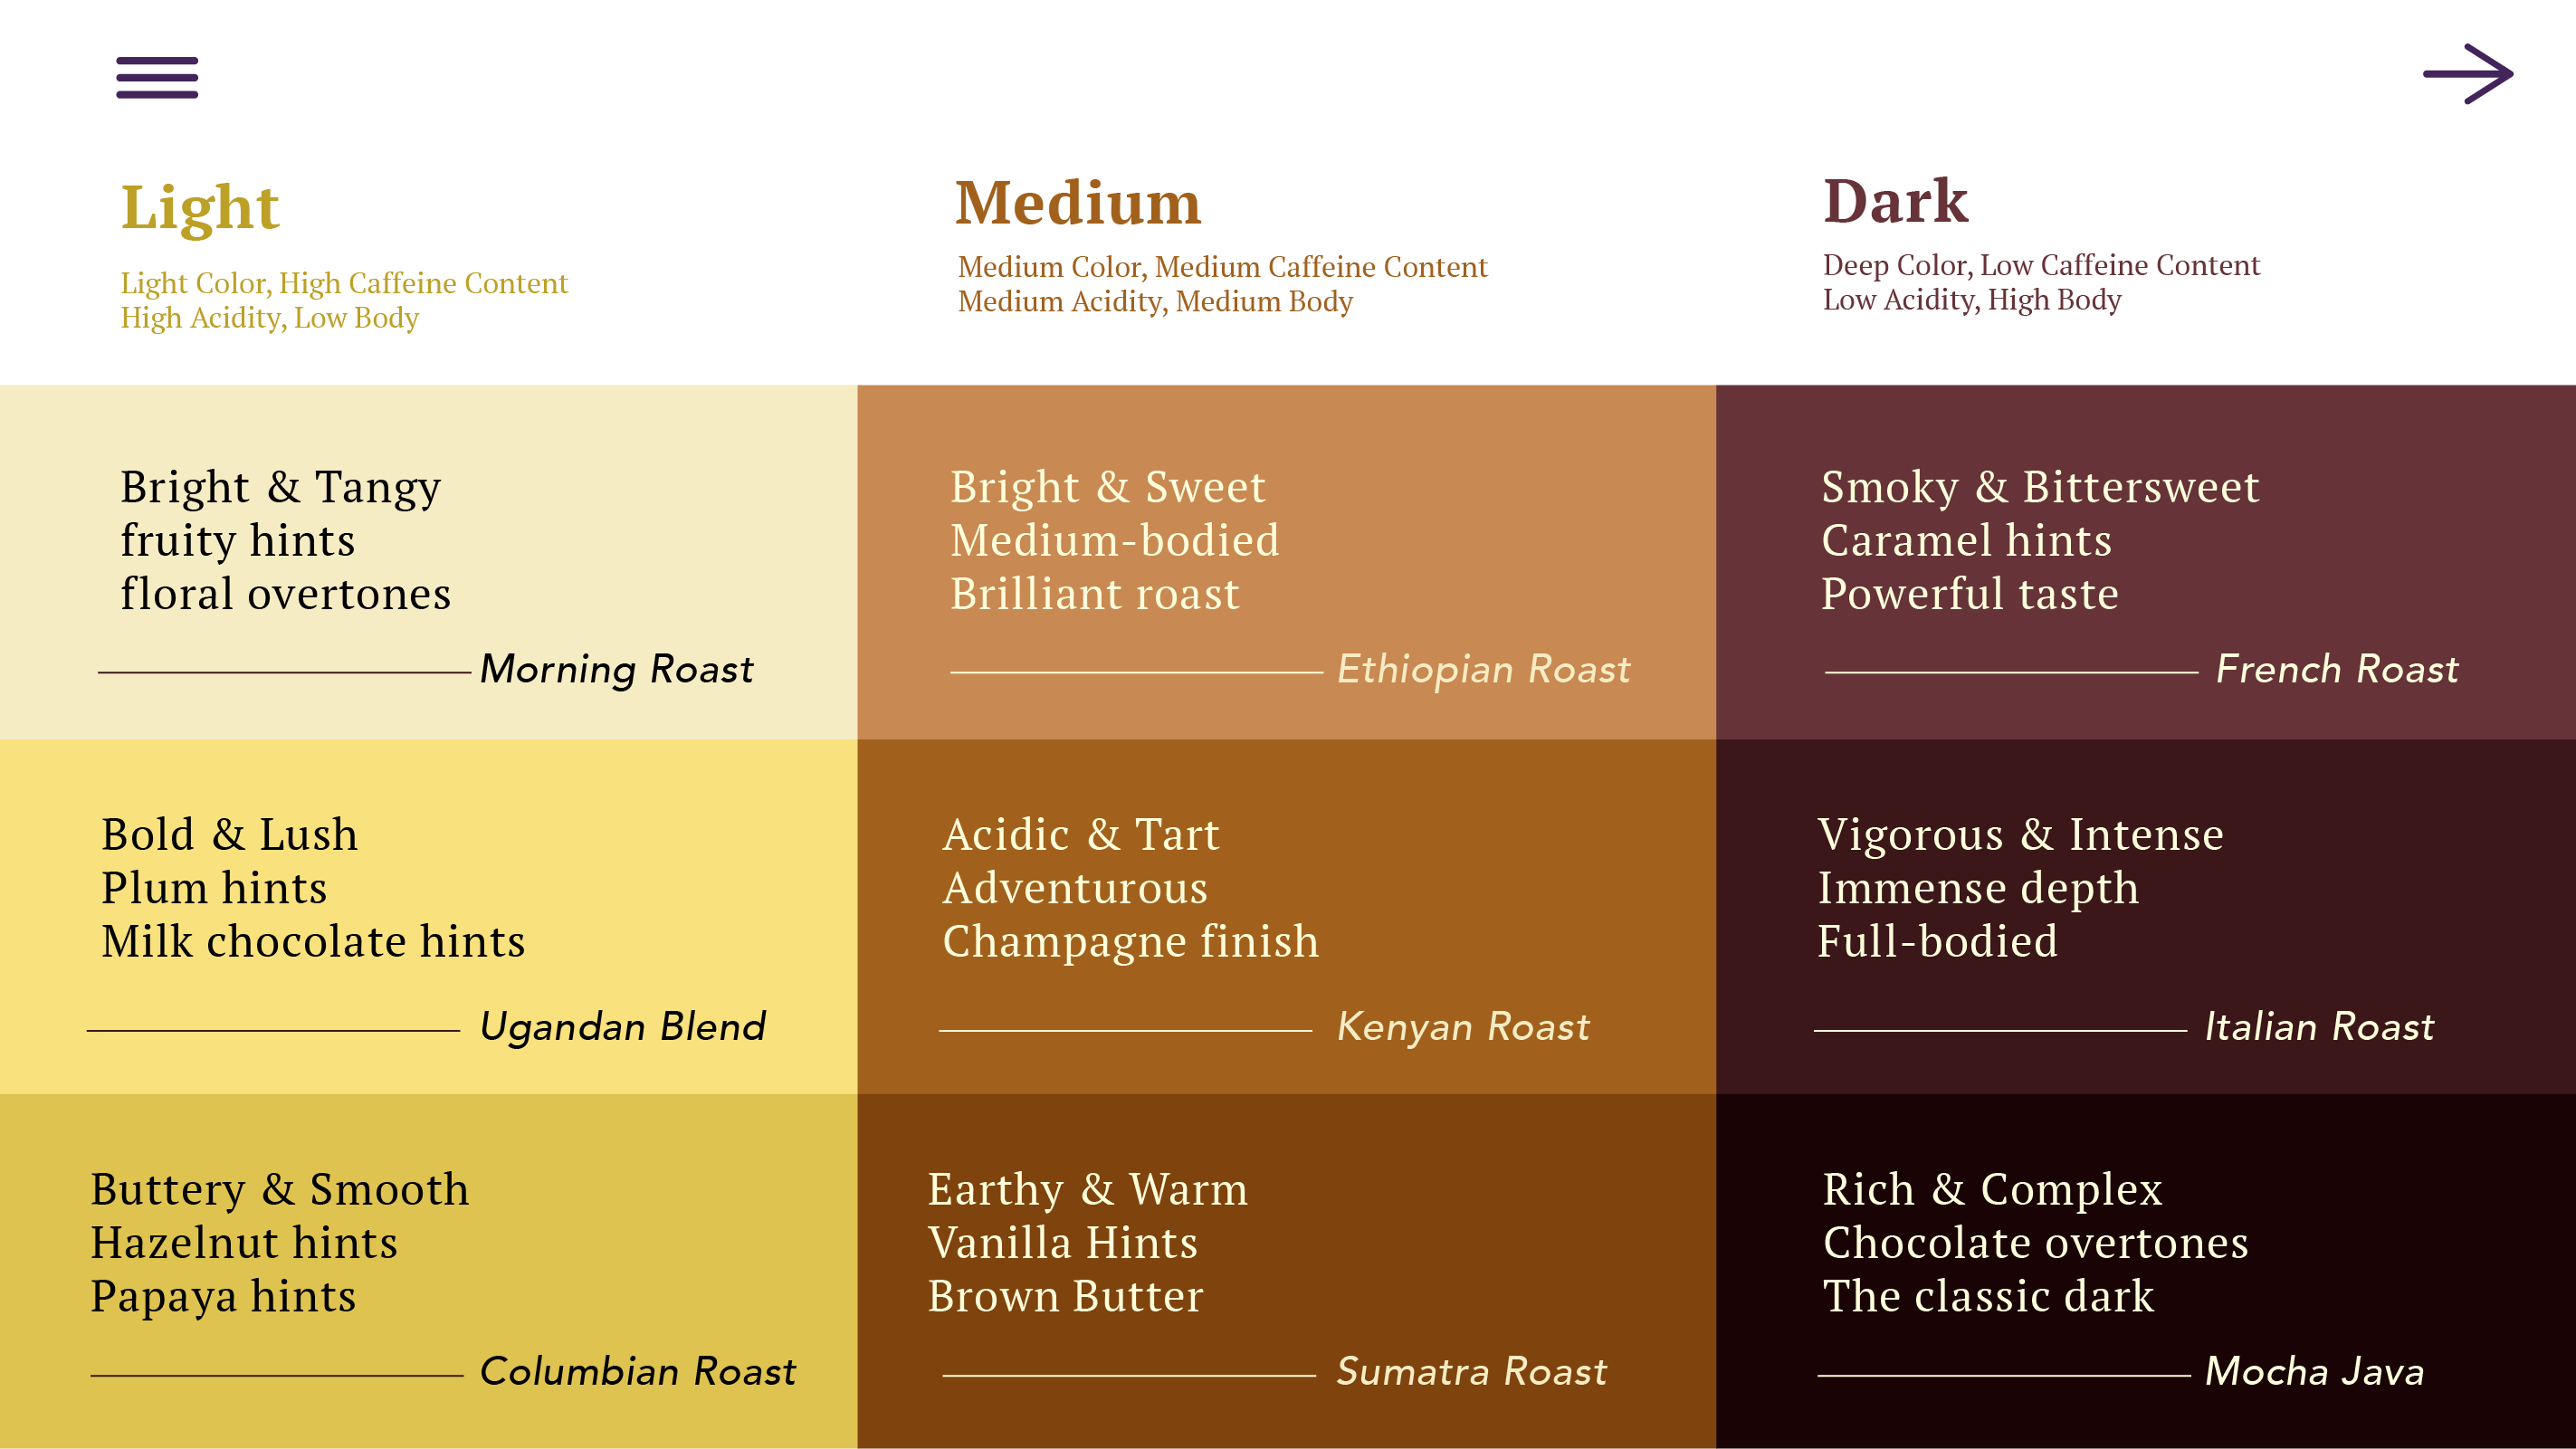 Light
Light Color, High Caffeine Content
High Acidity, Low Body
Medium
Medium Color, Medium Caffeine Content
Medium Acidity, Medium Body
Dark
Deep Color, Low Caffeine Content
Low Acidity, High Body
Bright & Tangy
fruity hints
floral overtones
Morning Roast
Bright & Sweet
Medium-bodied
Brilliant roast
Ethiopian Roast
Smoky & Bittersweet
Caramel hints
Powerful taste
French Roast
Bold & Lush
Plum hints
Milk chocolate hints
Ugandan Blend
Acidic & Tart
Adventurous
Champagne finish
Kenyan Roast
Vigorous & Intense
Immense depth
Full-bodied
Italian Roast
Buttery & Smooth
Hazelnut hints
Papaya hints
Columbian Roast
Earthy & Warm
Vanilla Hints
Brown Butter
Sumatra Roast
Rich & Complex
Chocolate overtones
The classic dark
Mocha Java